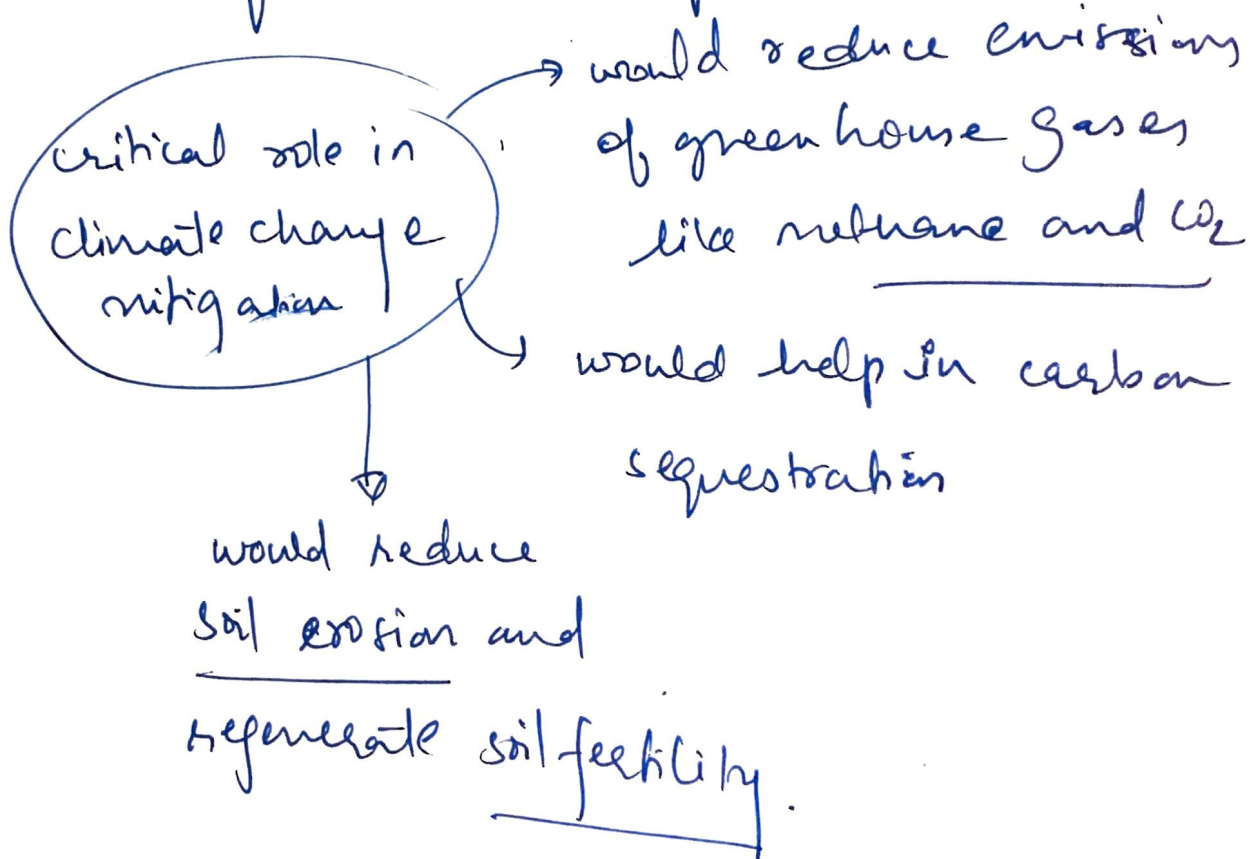 critical role in
climate change
mitigation
would reduce emissions
of greenhouse gases
like methane and CO₂
would help in carbon
sequestration
would reduce
soil erosion and
regenerate soil fertility.